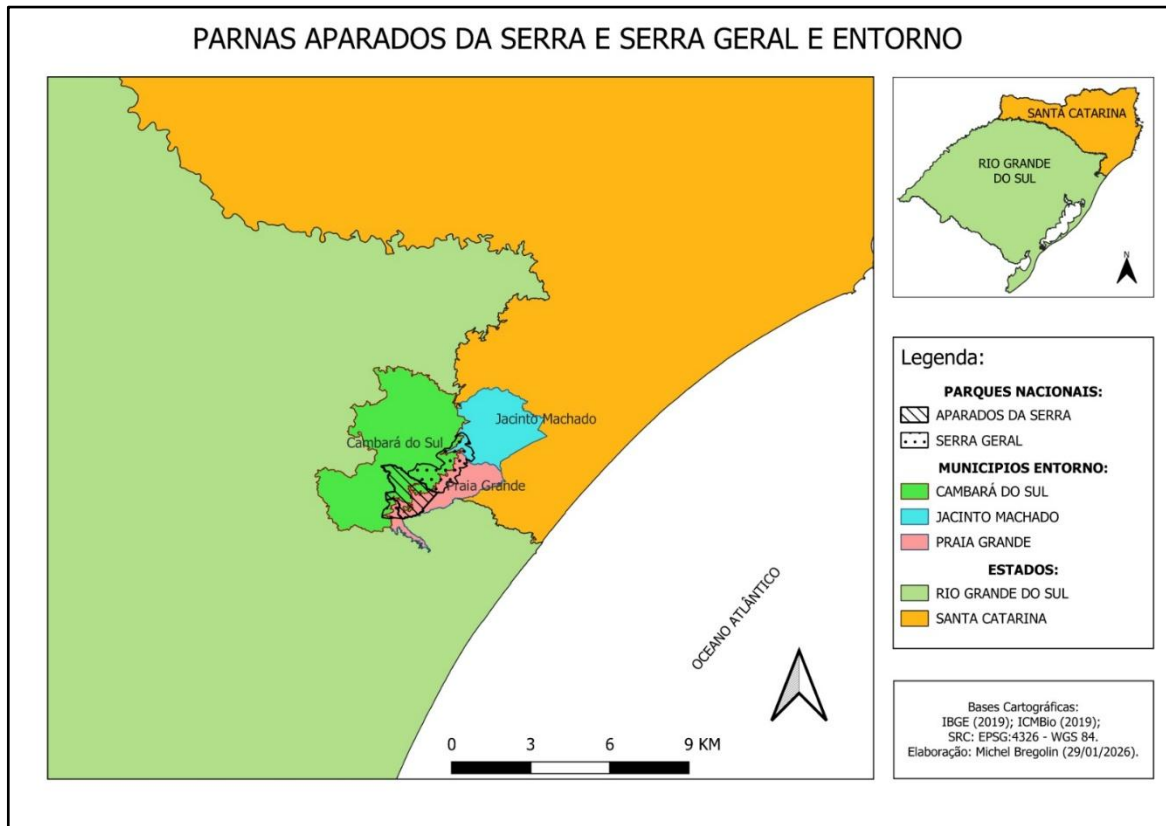 PARNAS APARADOS DA SERRA E SERRA GERAL E ENTORNO
Jacinto Machado
Cambará do Sul
Praia Grande
OCEANO ATLÂNTICO
0 3 6 9 KM
SANTA CATARINA
RIO GRANDE
DO SUL
N
Legenda:
PARQUES NACIONAIS:
APARADOS DA SERRA
SERRA GERAL
MUNICIPIOS ENTORNO:
CAMBARÁ DO SUL
JACINTO MACHADO
PRAIA GRANDE
ESTADOS:
RIO GRANDE DO SUL
SANTA CATARINA
Bases Cartográficas:
IBGE (2019); ICMBio (2019);
SRC: EPSG:4326 - WGS 84.
Elaboração: Michel Bregolin (29/01/2026).